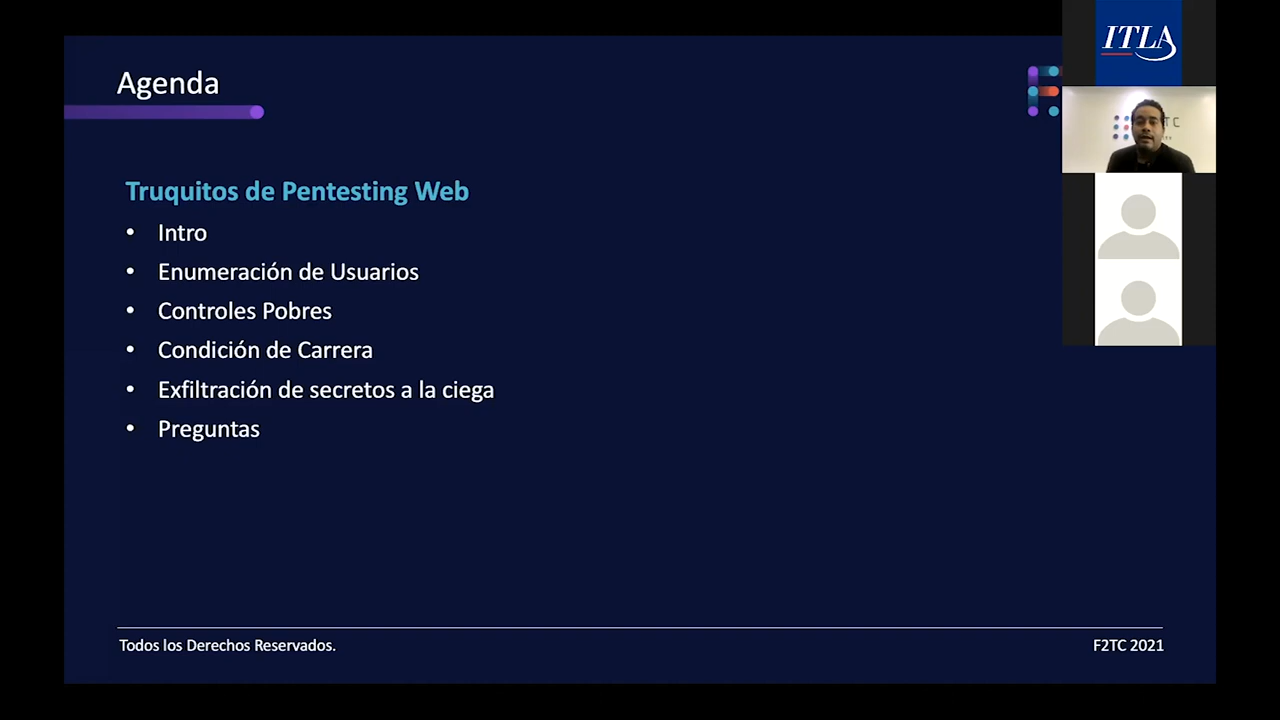 Agenda
ITLA
Truquitos de Pentesting Web
• Intro
• Enumeración de Usuarios
• Controles Pobres
• Condición de Carrera
• Exfiltración de secretos a la ciega
• Preguntas
Todos los Derechos Reservados.
F2TC 2021